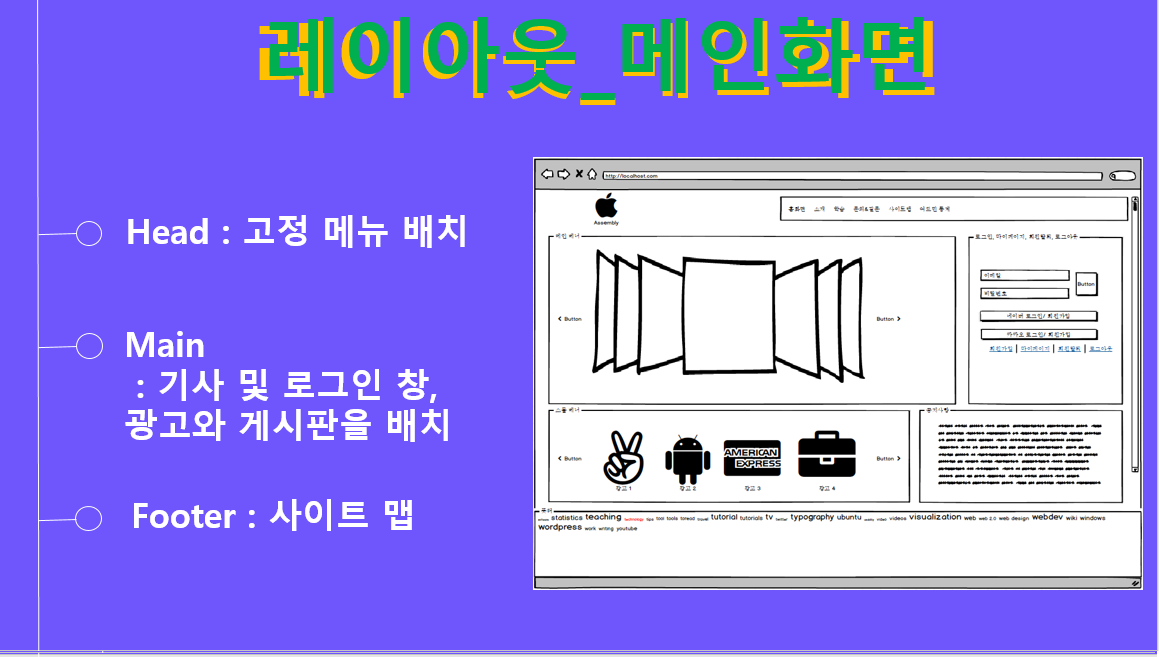 레이아웃_메인화면
Head : 고정 메뉴 배치
Main
: 기사 및 로그인 창,
광고와 게시판을 배치
Footer : 사이트 맵
http://localhost.com
Assembly
홈화면 소개 학습 문의&질문 사이트맵 어드민 통계
메인 배너
Button
Button
로그인, 마이페이지, 회원탈퇴, 로그아웃
이메일
비밀번호
Button
네이버 로그인/ 회원가입
카카오 로그인/ 회원가입
회원가입 | 마이페이지 | 회원탈퇴 | 로그아웃
스몰 배너
Button
AMERICAN
EXPRESS
Button
광고 1 광고 2 광고 3 광고 4
공지사항
푸터
statistics teaching technology tips tool tools toread travel tutorial tutorials tv twitter typography ubuntu video videos visualization web web 2.0 web design webdev wiki windows
wordpress work writing youtube